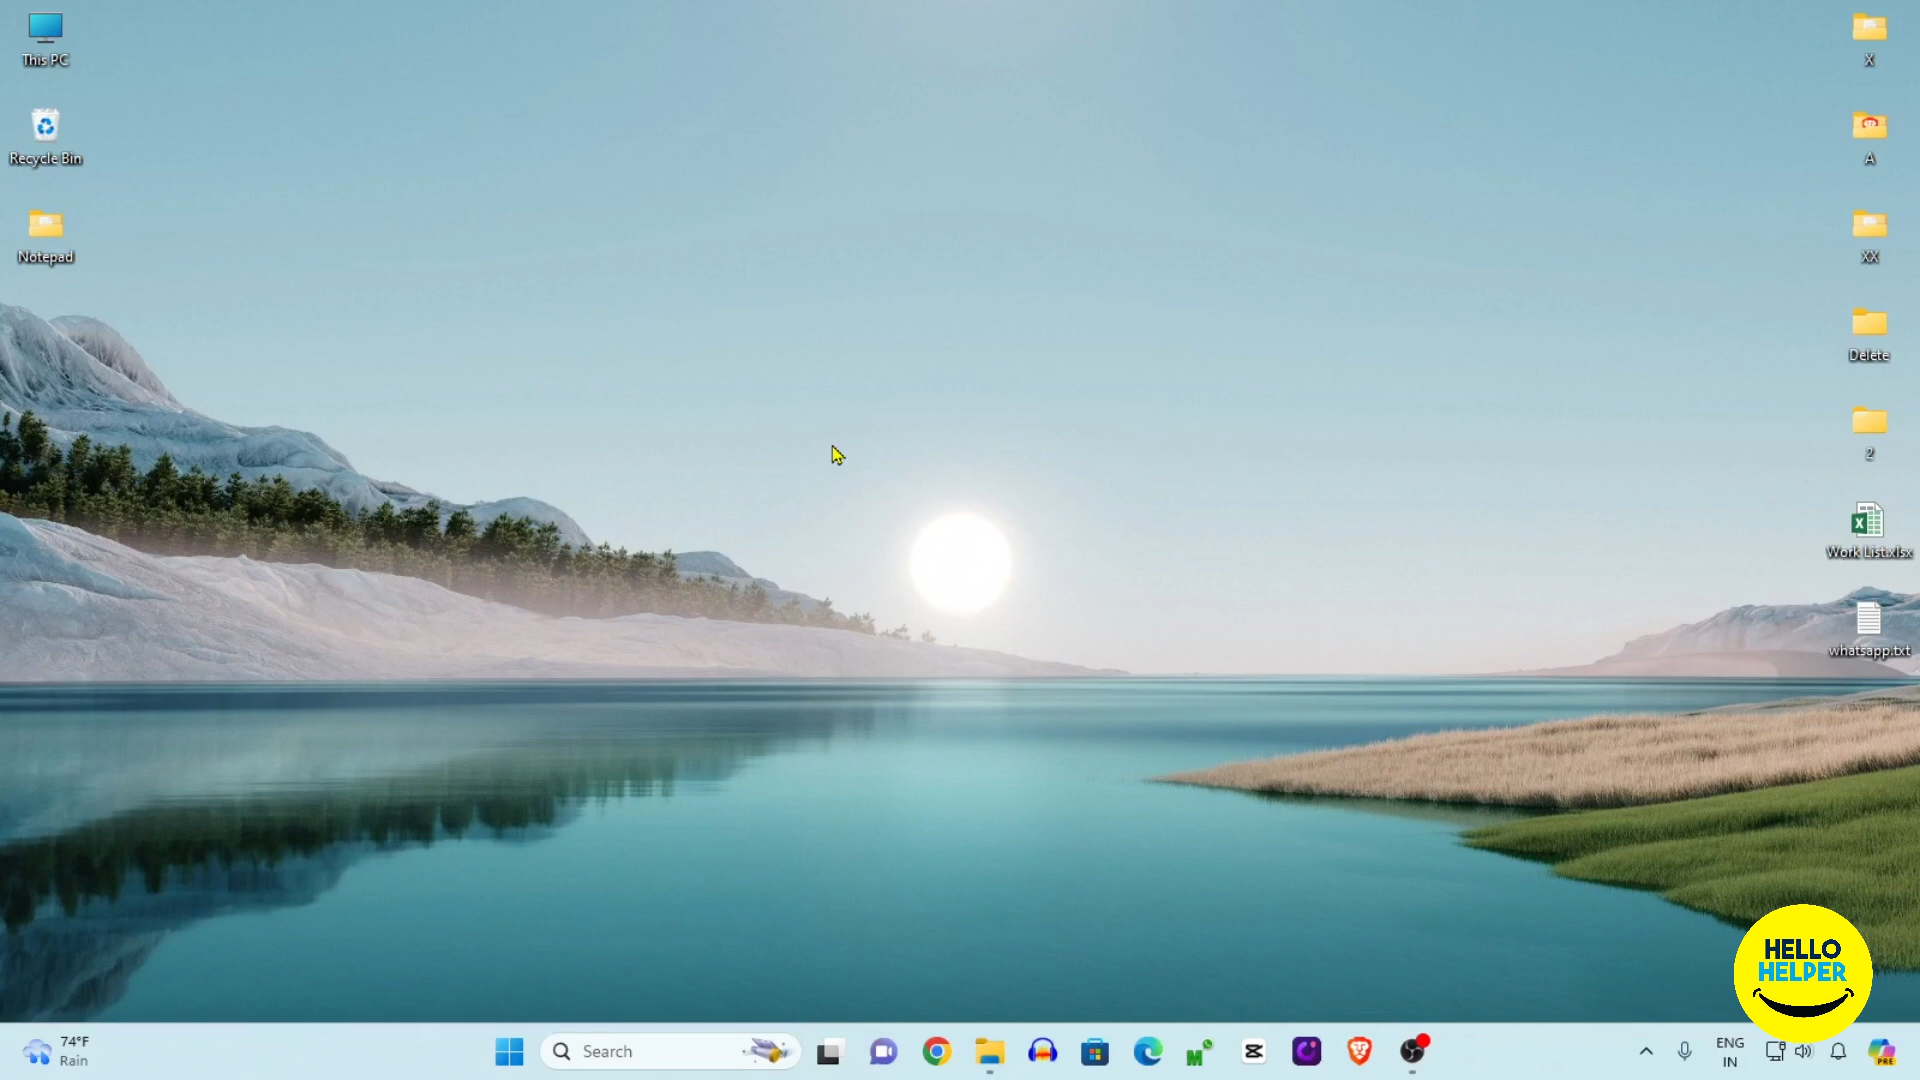 This PC
Recycle Bin
Notepad
X
A
XX
Delete
2
Work List.xlsx
whatsapp.txt
HELLO
HELPER
74°F
Rain
Search
ENG
IN
PRE